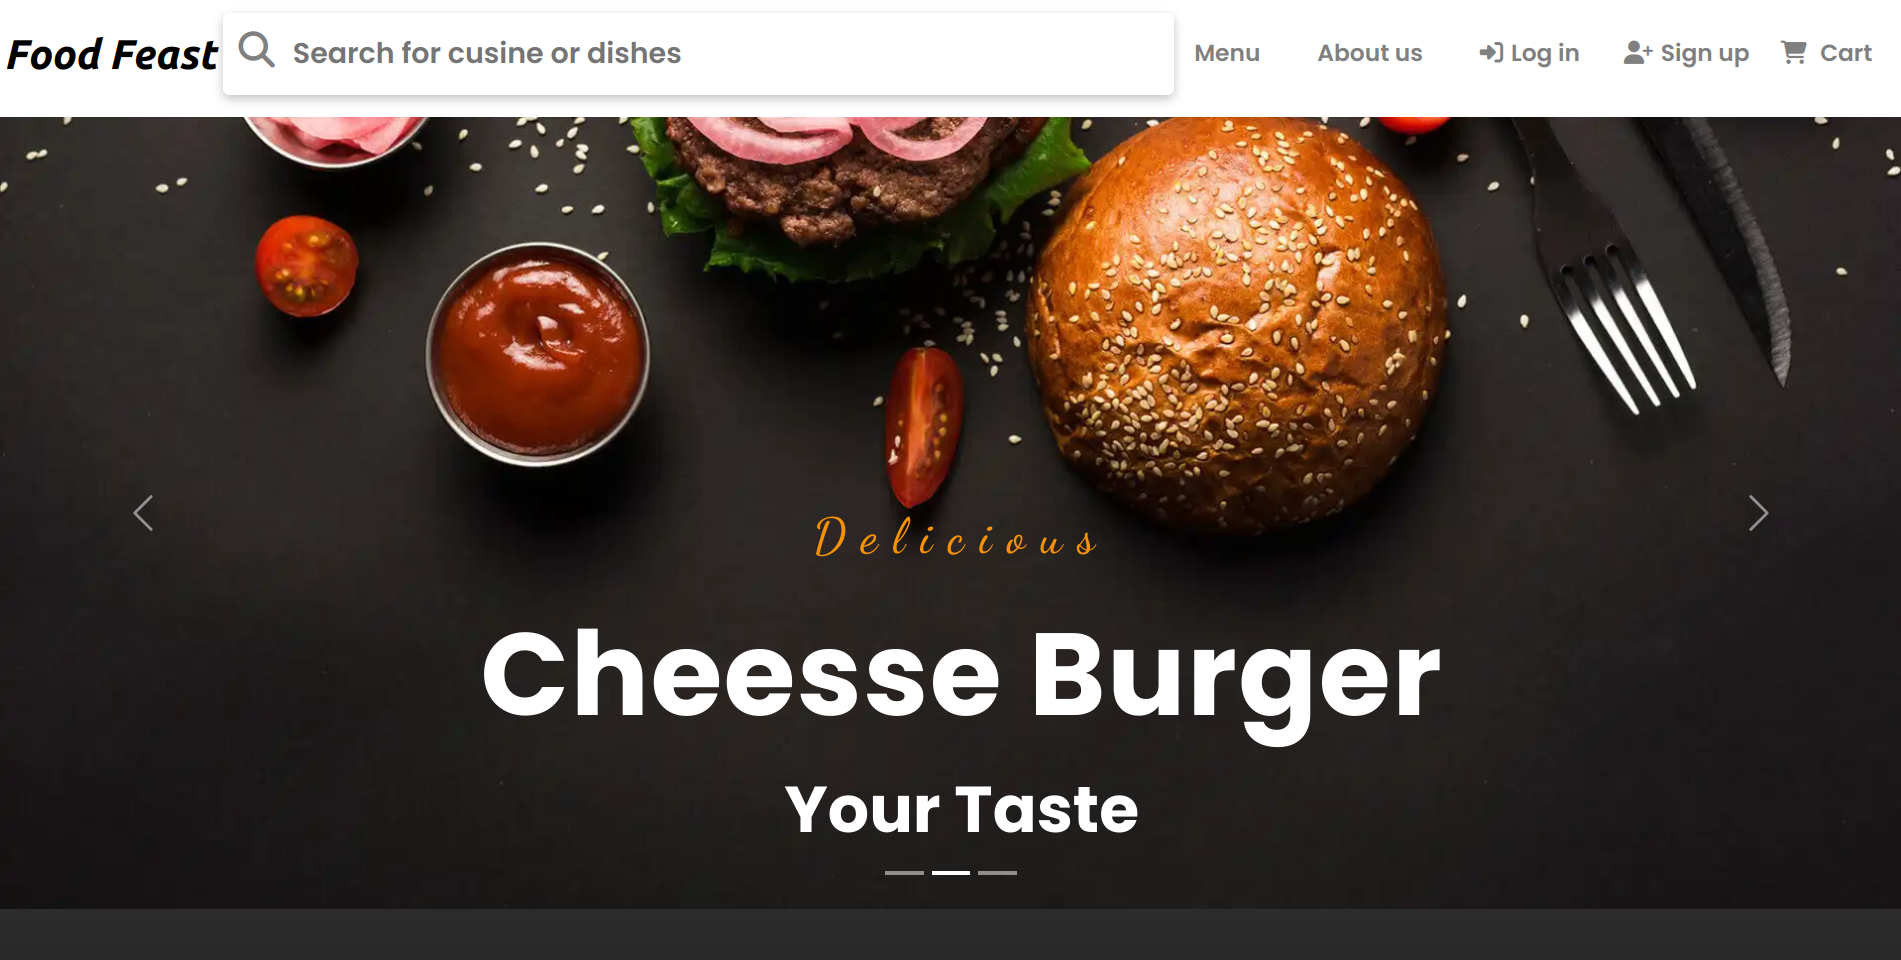 Food Feast
Search for cusine or dishes
Menu
About us
Log in
Sign up
Cart
Delicious
Cheesse Burger
Your Taste